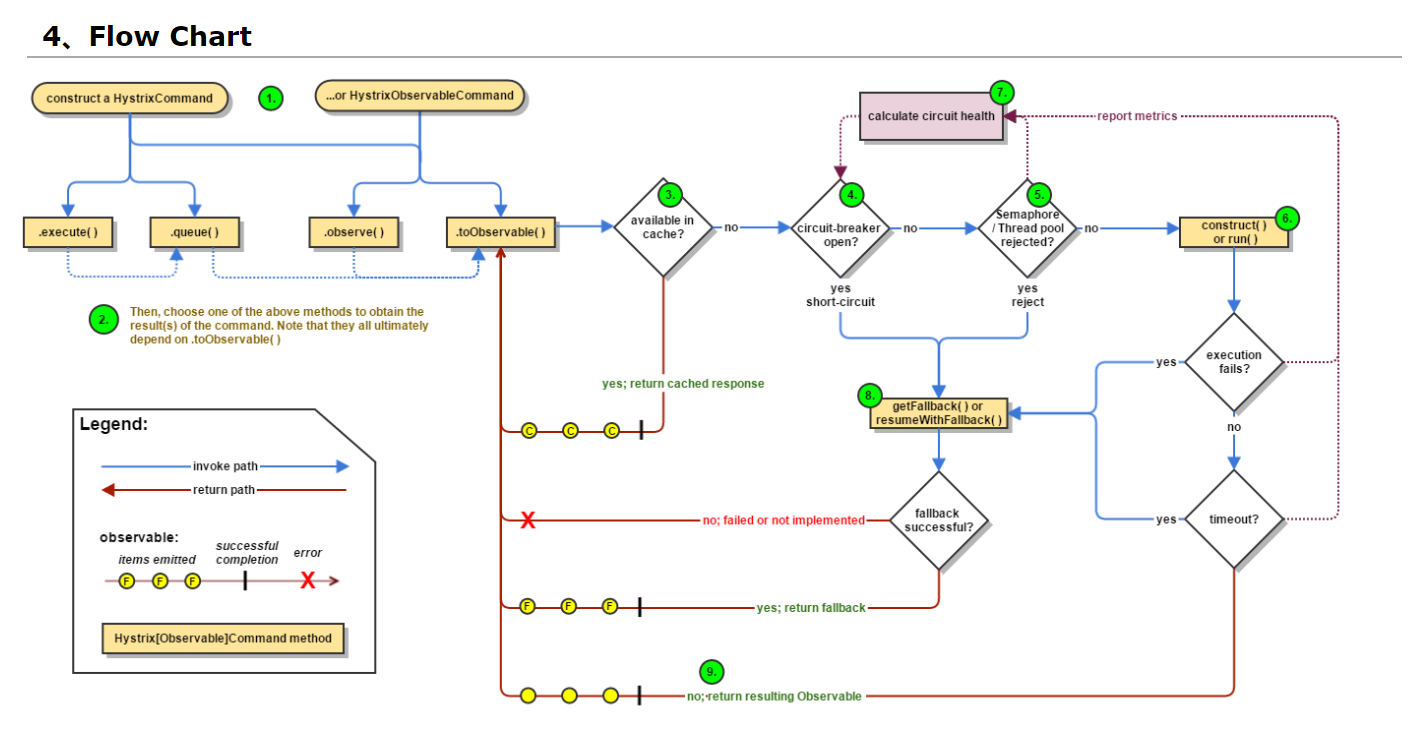 4、Flow Chart
construct a HystrixCommand
1.
...or HystrixObservableCommand
7.
calculate circuit health
report metrics
.execute( )
.queue( )
.observe( )
.toObservable( )
3.
available in
cache?
no
4.
circuit-breaker
open?
no
5.
Semaphore
/ Thread pool
rejected?
no
6.
construct( )
or run( )
yes
short-circuit
yes
reject
2.
Then, choose one of the above methods to obtain the
result(s) of the command. Note that they all ultimately
depend on .toObservable( )
execution
fails?
yes
no
yes; return cached response
C C C
8.
getFallback( ) or
resumeWithFallback( )
Legend:
invoke path
return path
observable:
items emitted
successful
completion
error
F F F
X
Hystrix[Observable]Command method
X
no; failed or not implemented
fallback
successful?
yes
timeout?
F F F
yes; return fallback
9.
no; return resulting Observable